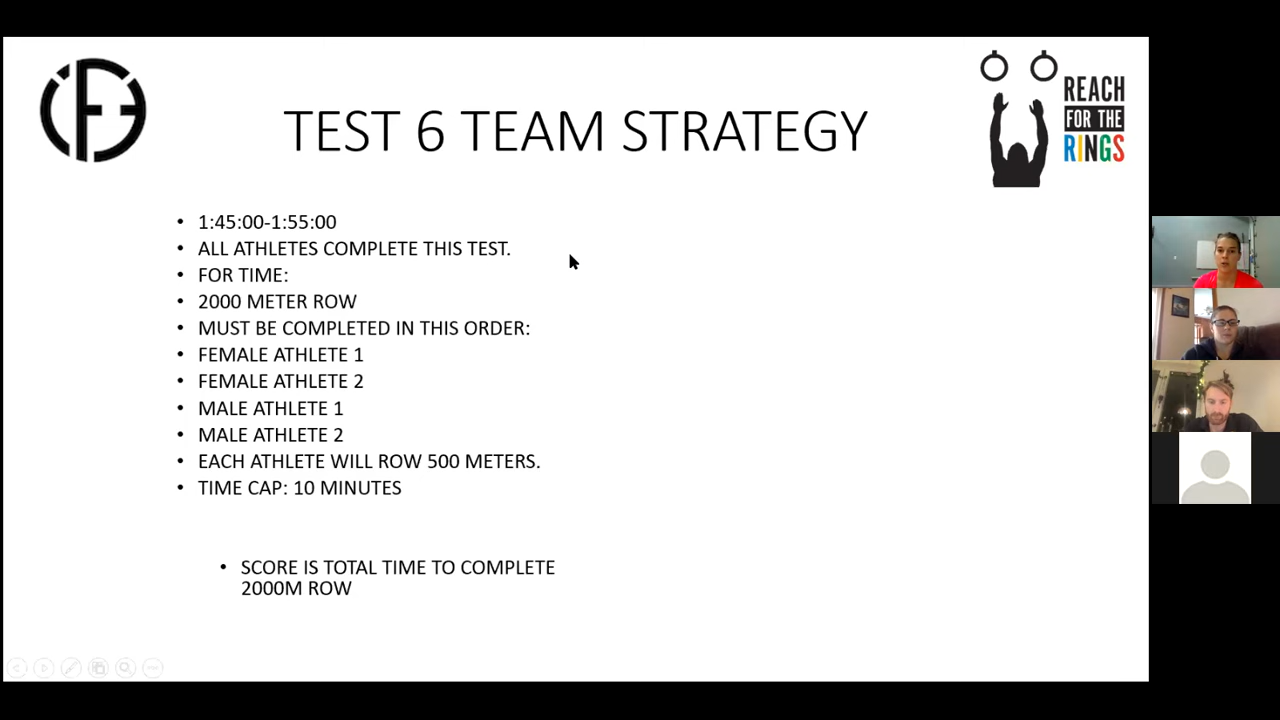 TEST 6 TEAM STRATEGY
REACH
FOR THE
RINGS
• 1:45:00-1:55:00
• ALL ATHLETES COMPLETE THIS TEST.
• FOR TIME:
• 2000 METER ROW
• MUST BE COMPLETED IN THIS ORDER:
• FEMALE ATHLETE 1
• FEMALE ATHLETE 2
• MALE ATHLETE 1
• MALE ATHLETE 2
• EACH ATHLETE WILL ROW 500 METERS.
• TIME CAP: 10 MINUTES
• SCORE IS TOTAL TIME TO COMPLETE
2000M ROW